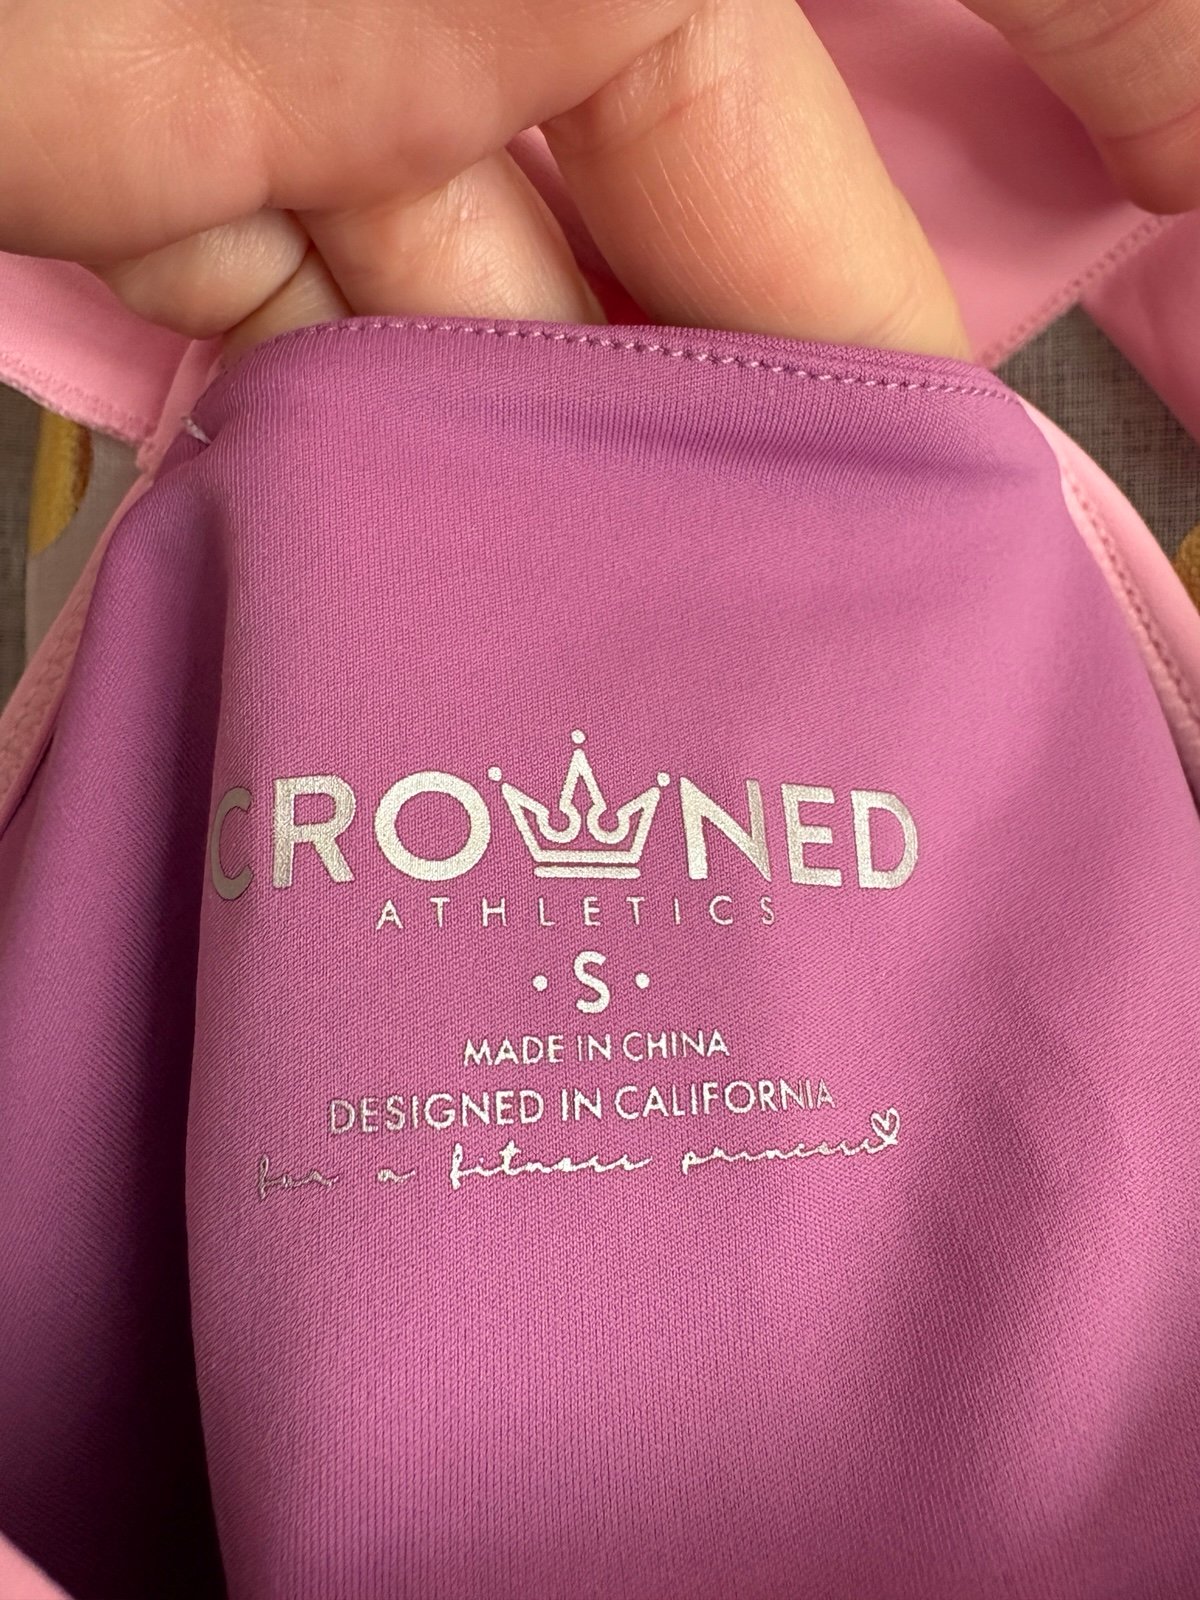 CROWNED
ATHLETICS
• S •
MADE IN CHINA
DESIGNED IN CALIFORNIA
for a fitness princess